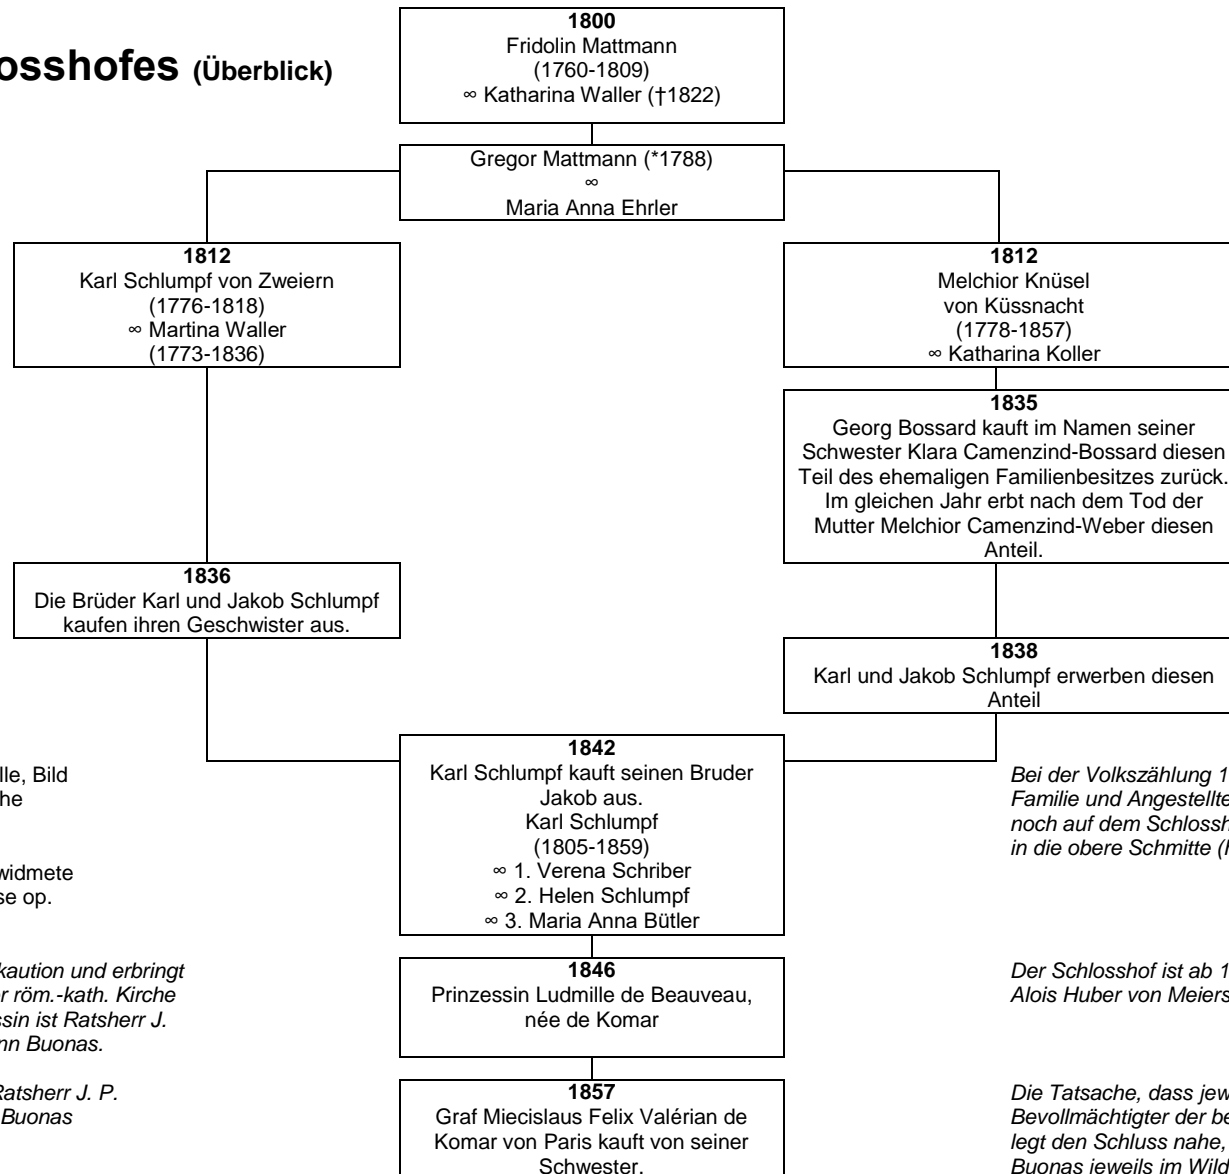 osshofes (Überblick)
1800
Fridolin Mattmann
(1760-1809)
∞ Katharina Waller (†1822)
Gregor Mattmann (*1788)
∞
Maria Anna Ehrler
1812
Karl Schlumpf von Zweiern
(1776-1818)
∞ Martina Waller
(1773-1836)
1812
Melchior Knüsel
von Küssnacht
(1778-1857)
∞ Katharina Koller
1835
Georg Bossard kauft im Namen seiner
Schwester Klara Camenzind-Bossard diesen
Teil des ehemaligen Familienbesitzes zurück.
Im gleichen Jahr erbt nach dem Tod der
Mutter Melchior Camenzind-Weber diesen
Anteil.
1836
Die Brüder Karl und Jakob Schlumpf
kaufen ihren Geschwister aus.
1838
Karl und Jakob Schlumpf erwerben diesen
Anteil
1842
Karl Schlumpf kauft seinen Bruder
Jakob aus.
Karl Schlumpf
(1805-1859)
∞ 1. Verena Schriber
∞ 2. Helen Schlumpf
∞ 3. Maria Anna Bütler
lle, Bild
he
widmete
se op.
Bei der Volkszählung 1
Familie und Angestellte
noch auf dem Schlossh
in die obere Schmitte (
kaution und erbringt
r röm.-kath. Kirche
ssin ist Ratsherr J.
nn Buonas.
1846
Prinzessin Ludmille de Beauveau,
née de Komar
Der Schlosshof ist ab 1
Alois Huber von Meiers
Ratsherr J. P.
Buonas
1857
Graf Miecislaus Felix Valérian de
Komar von Paris kauft von seiner
Schwester.
Die Tatsache, dass jew
Bevollmächtigter der be
legt den Schluss nahe,
Buonas jeweils im Wild